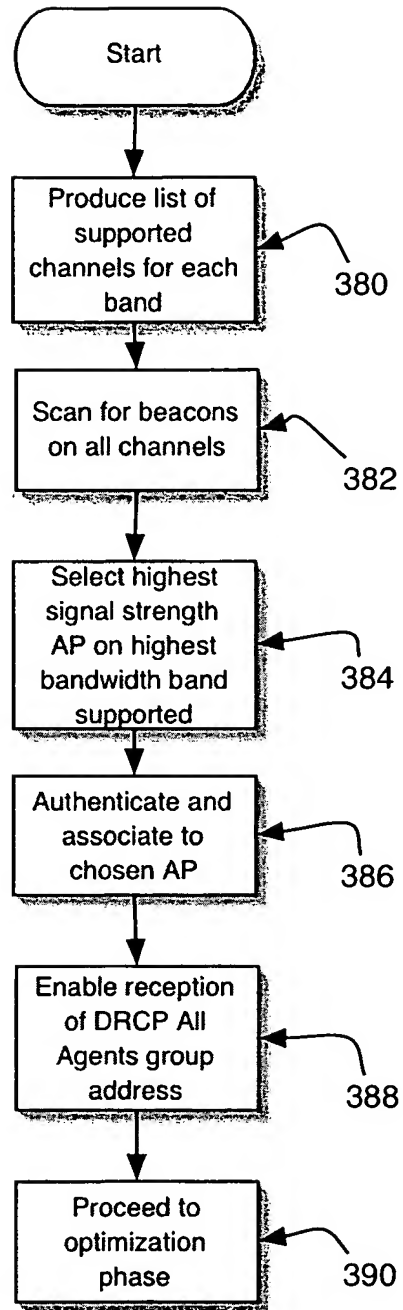 Start
Produce list of
supported
channels for each
band
380
Scan for beacons
on all channels
382
Select highest
signal strength
AP on highest
bandwidth band
supported
384
Authenticate and
associate to
chosen AP
386
Enable reception
of DRCP All
Agents group
address
388
Proceed to
optimization
phase
390